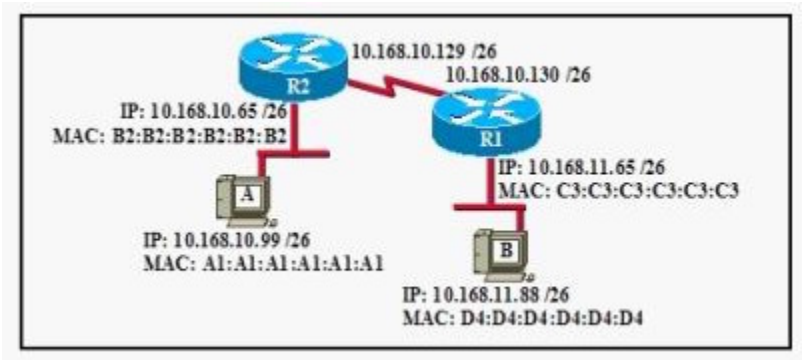 10.168.10.129 /26
R2
10.168.10.130 /26
IP: 10.168.10.65 /26
MAC: B2:B2:B2:B2:B2:B2
R1
IP: 10.168.11.65 /26
MAC: C3:C3:C3:C3:C3:C3
A
IP: 10.168.10.99 /26
MAC: A1:A1:A1:A1:A1:A1
B
IP: 10.168.11.88 /26
MAC: D4:D4:D4:D4:D4:D4